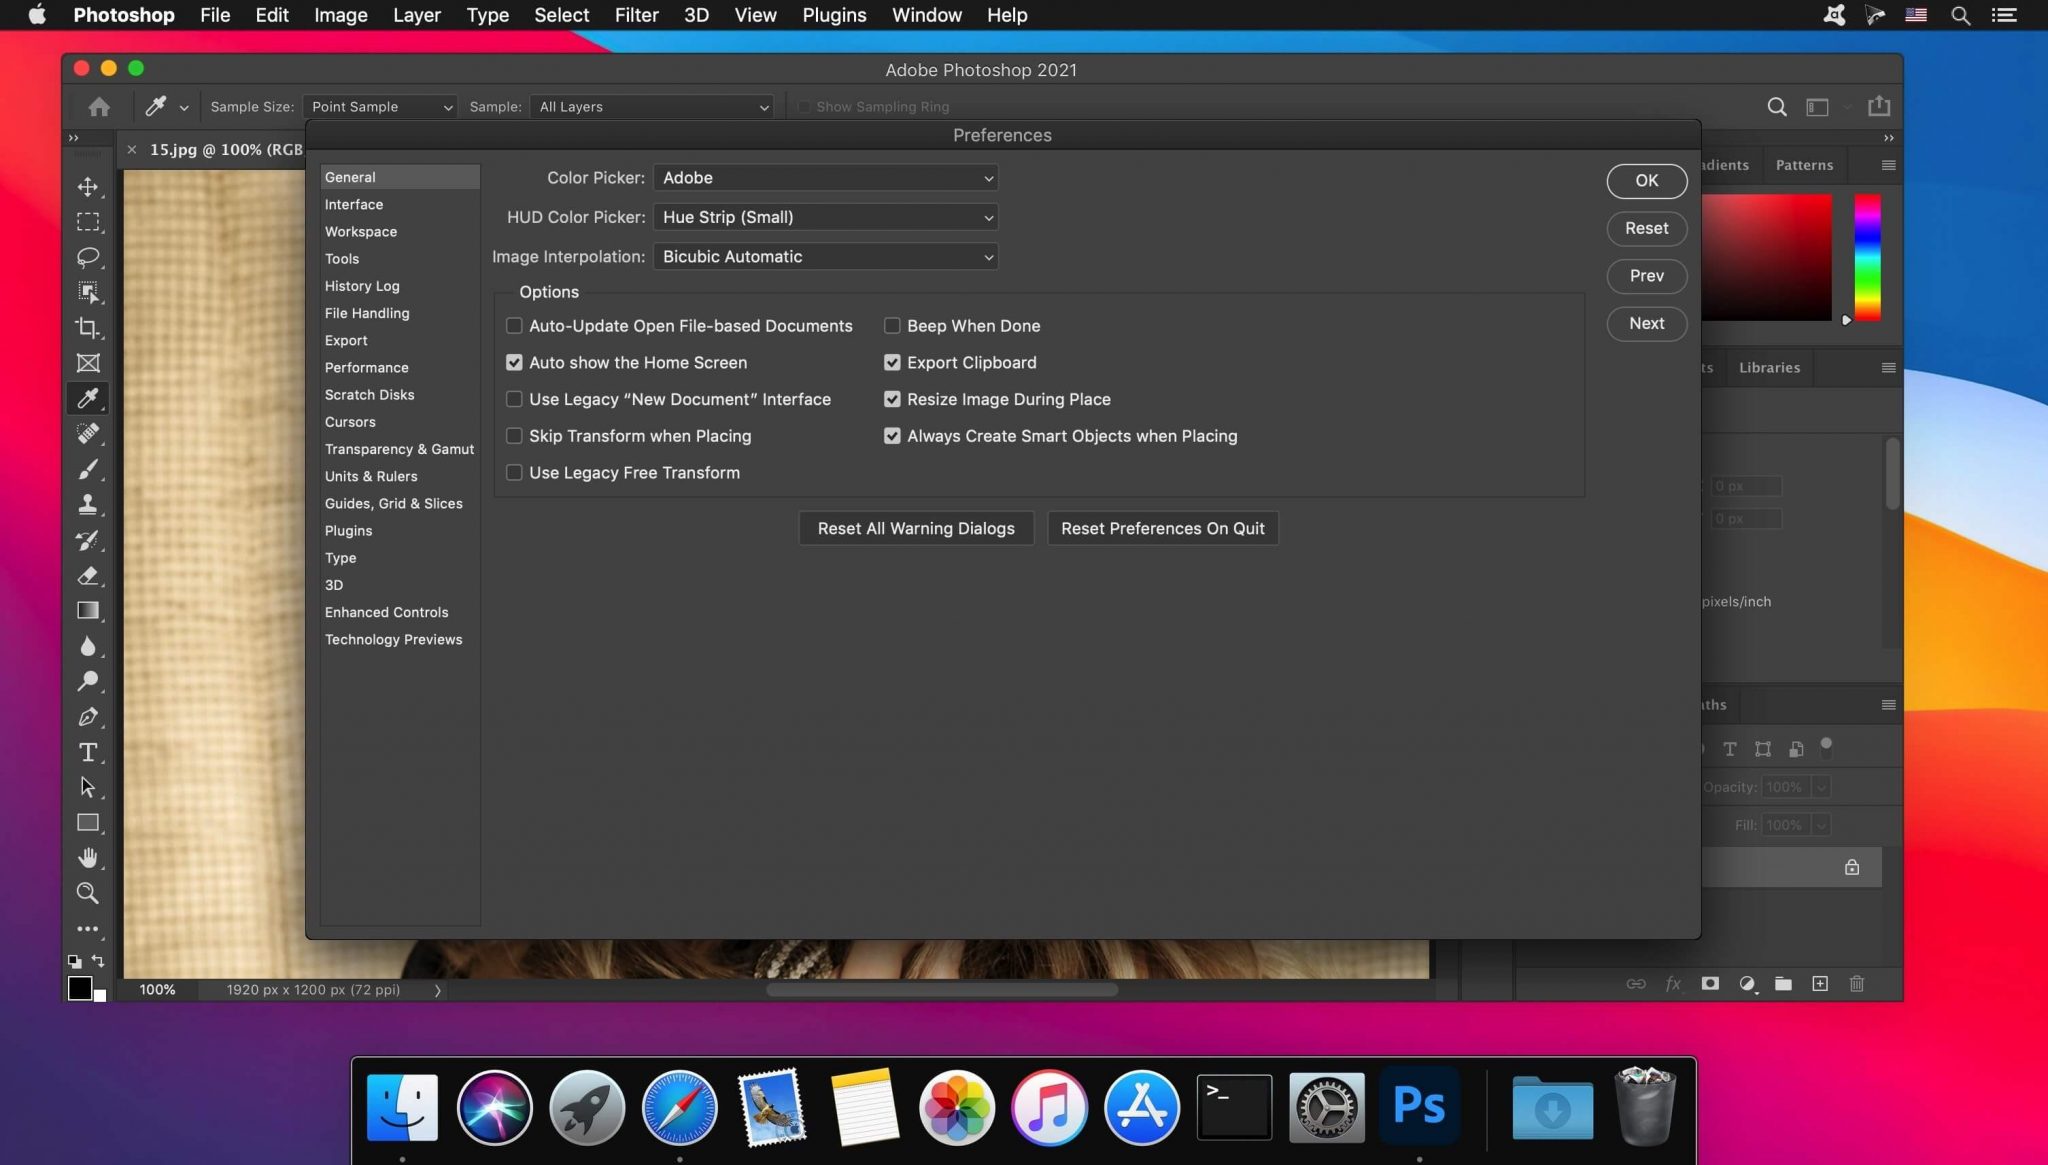 Photoshop File Edit Image Layer Type Select Filter 3D View Plugins Window Help
Adobe Photoshop 2021
Sample Size: Point Sample Sample: All Layers Show Sampling Ring
15.jpg @ 100% (RGB
Preferences
General
Interface
Workspace
Tools
History Log
File Handling
Export
Performance
Scratch Disks
Cursors
Transparency & Gamut
Units & Rulers
Guides, Grid & Slices
Plugins
Type
3D
Enhanced Controls
Technology Previews
Color Picker: Adobe
HUD Color Picker: Hue Strip (Small)
Image Interpolation: Bicubic Automatic
Options
Auto-Update Open File-based Documents
Auto show the Home Screen
Use Legacy “New Document” Interface
Skip Transform when Placing
Use Legacy Free Transform
Beep When Done
Export Clipboard
Resize Image During Place
Always Create Smart Objects when Placing
Reset All Warning Dialogs Reset Preferences On Quit
OK
Reset
Prev
Next
adients Patterns
ts Libraries
0 px
0 px
pixels/inch
aths
Opacity: 100%
Fill: 100%
fx
100% 1920 px x 1200 px (72 ppi)
>_
Ps